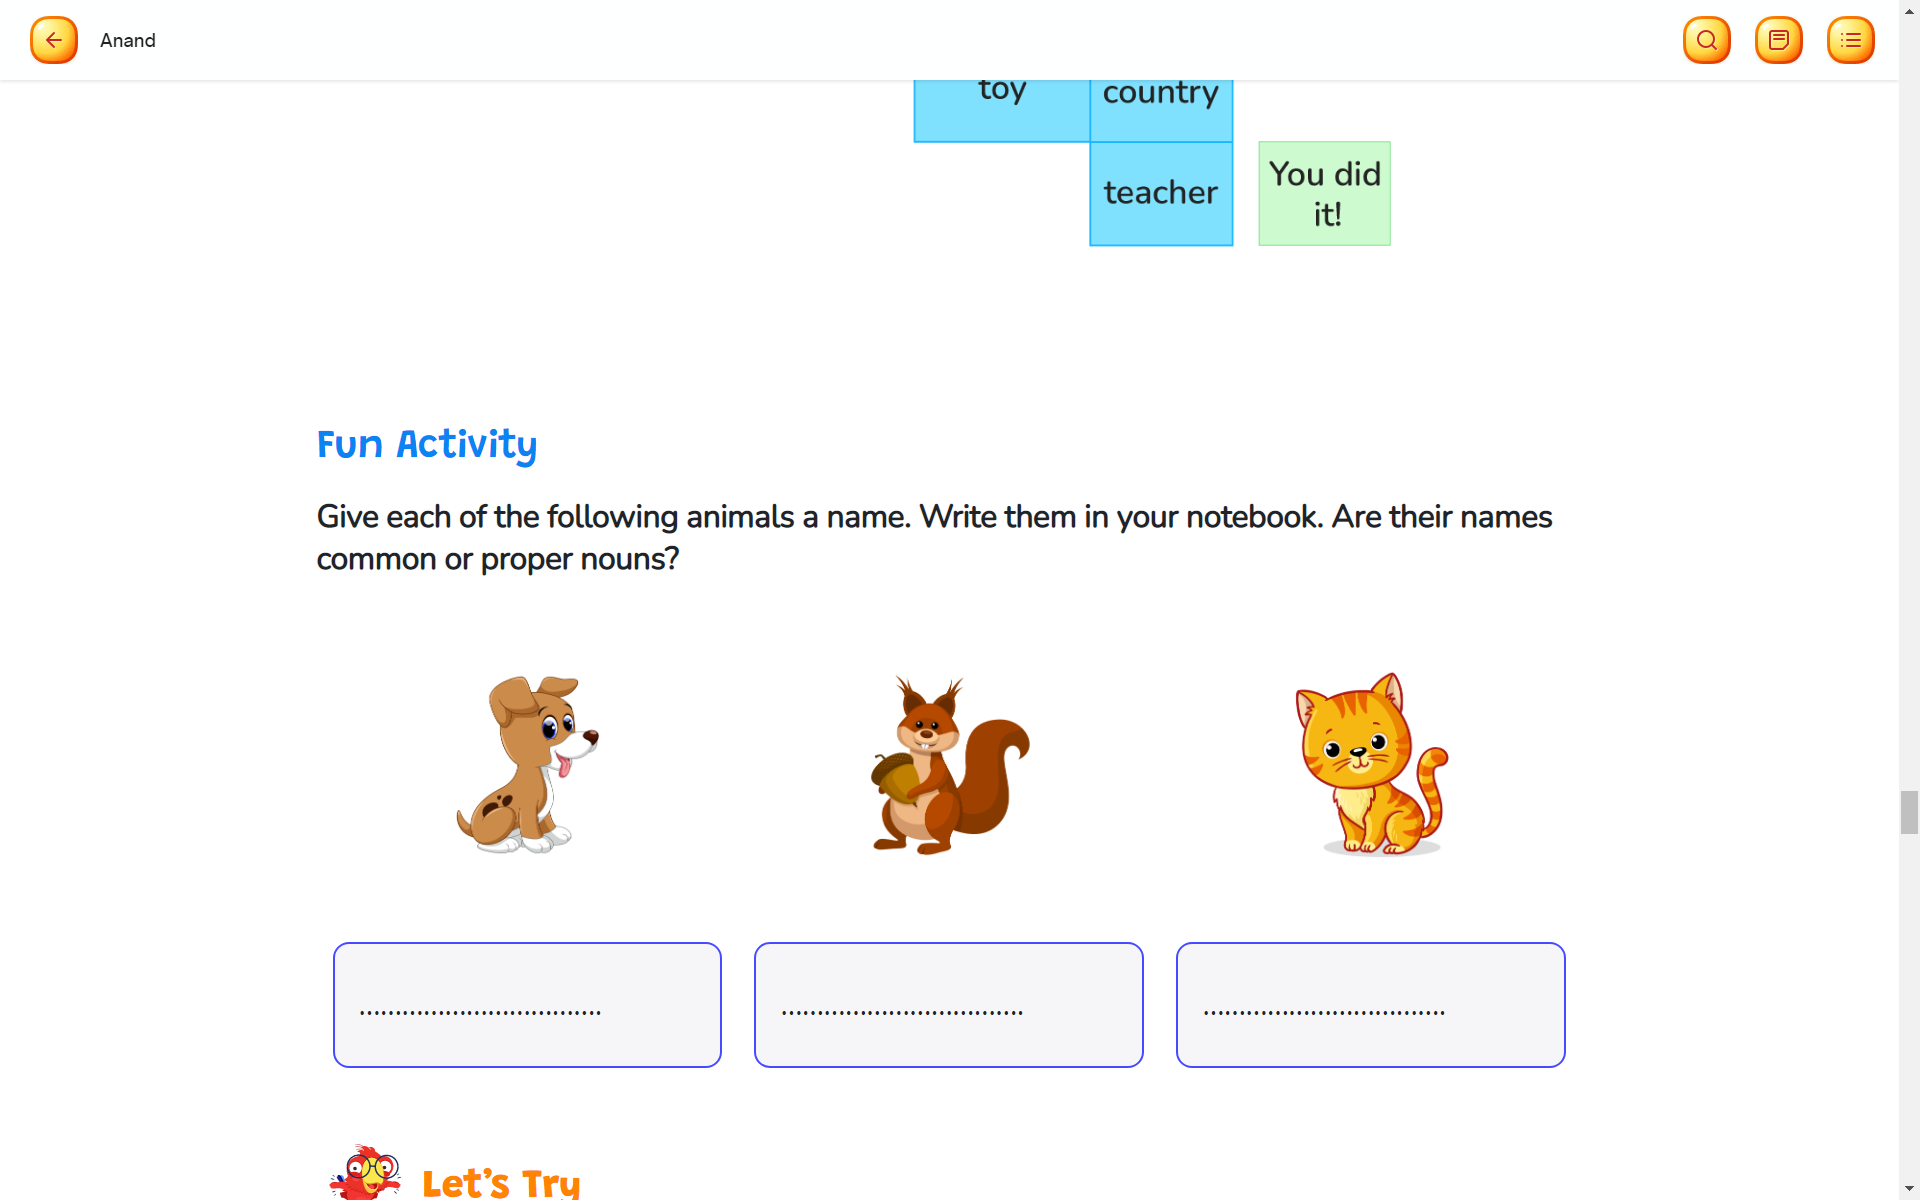 Anand
toy
country
teacher
You did
it!
Fun Activity
Give each of the following animals a name. Write them in your notebook. Are their names
common or proper nouns?
..................................
..................................
..................................
Let's Try